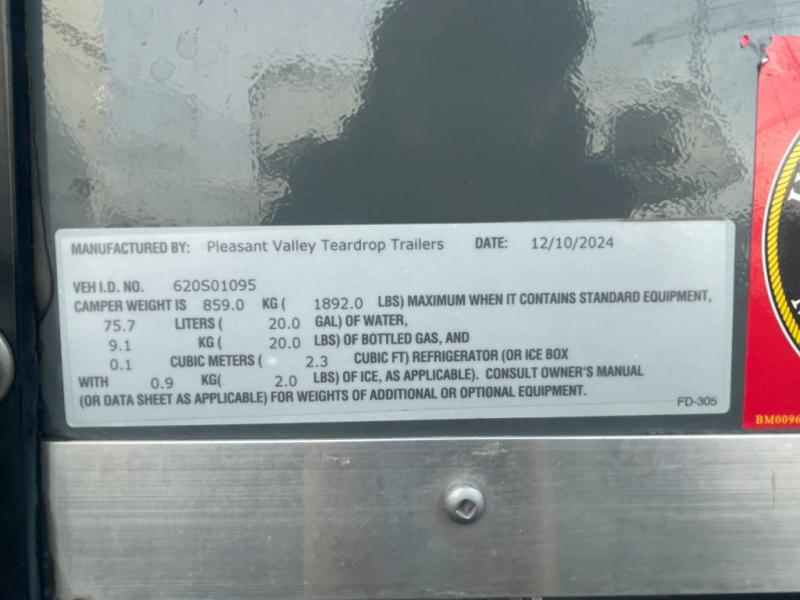 MANUFACTURED BY: Pleasant Valley Teardrop Trailers DATE: 12/10/2024
VEH I.D. NO. 620S01095
CAMPER WEIGHT IS 859.0 KG ( 1892.0 LBS) MAXIMUM WHEN IT CONTAINS STANDARD EQUIPMENT,
75.7 LITERS ( 20.0 GAL) OF WATER,
9.1 KG ( 20.0 LBS) OF BOTTLED GAS, AND
0.1 CUBIC METERS ( 2.3 CUBIC FT) REFRIGERATOR (OR ICE BOX
WITH 0.9 KG( 2.0 LBS) OF ICE, AS APPLICABLE). CONSULT OWNER'S MANUAL
(OR DATA SHEET AS APPLICABLE) FOR WEIGHTS OF ADDITIONAL OR OPTIONAL EQUIPMENT.
FD-305
BM0096